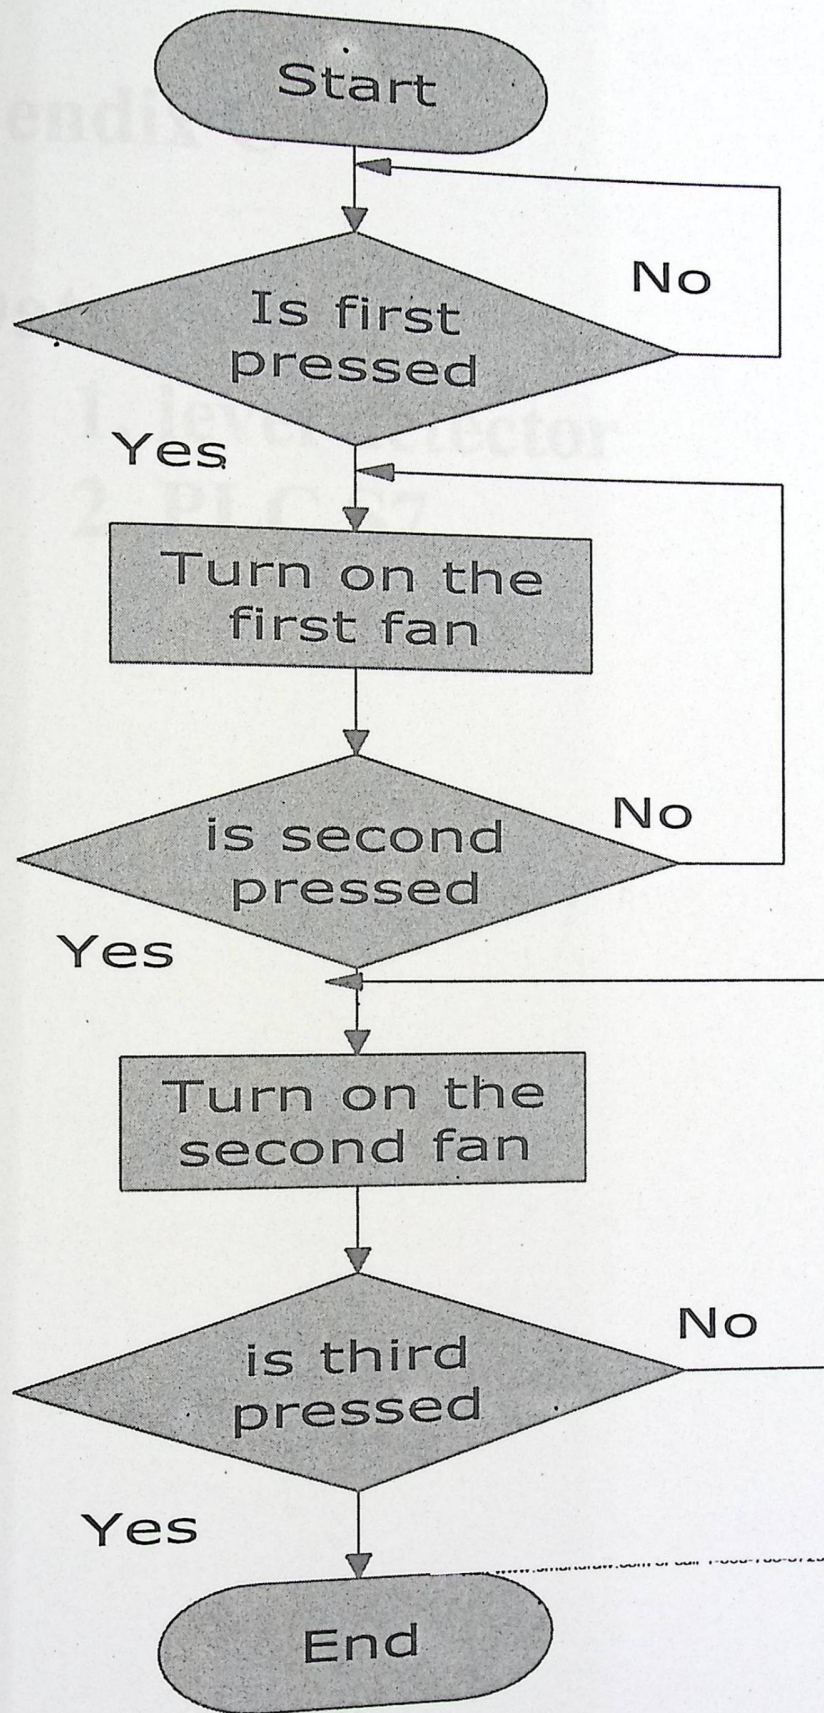 Start
No
Is first
pressed
Yes
Turn on the
first fan
No
is second
pressed
Yes
Turn on the
second fan
No
is third
pressed
Yes
End